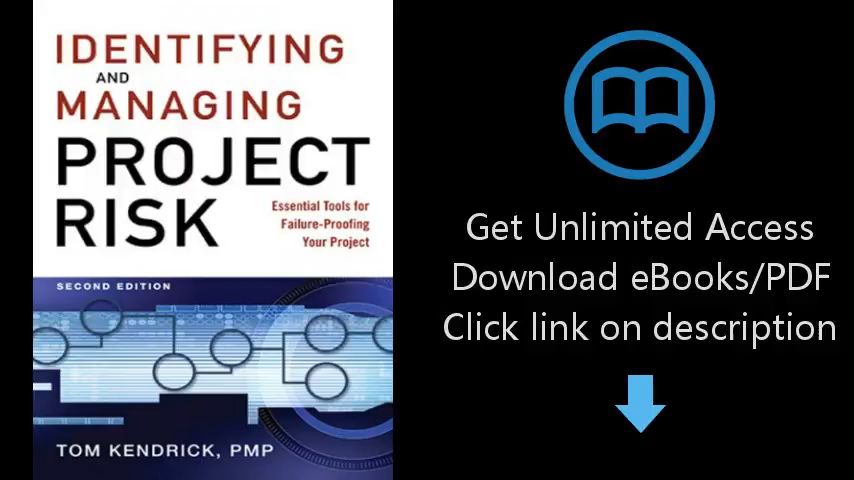 IDENTIFYING
AND
MANAGING
PROJECT
RISK
Essential Tools for
Failure-Proofing
Your Project
SECOND EDITION
TOM KENDRICK, PMP
Get Unlimited Access
Download eBooks/PDF
Click link on description